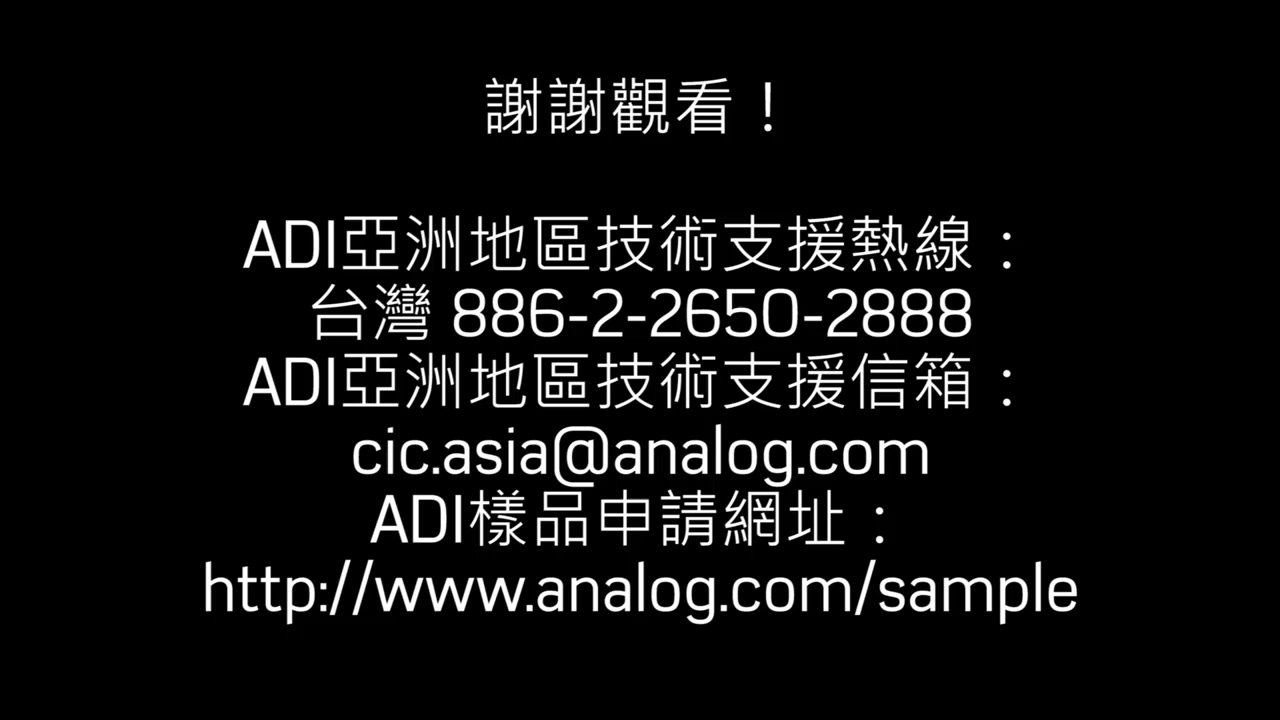 謝謝觀看！
ADI亞洲地區技術支援熱線：
台灣 886-2-2650-2888
ADI亞洲地區技術支援信箱：
cic.asia@analog.com
ADI樣品申請網址：
http://www.analog.com/sample